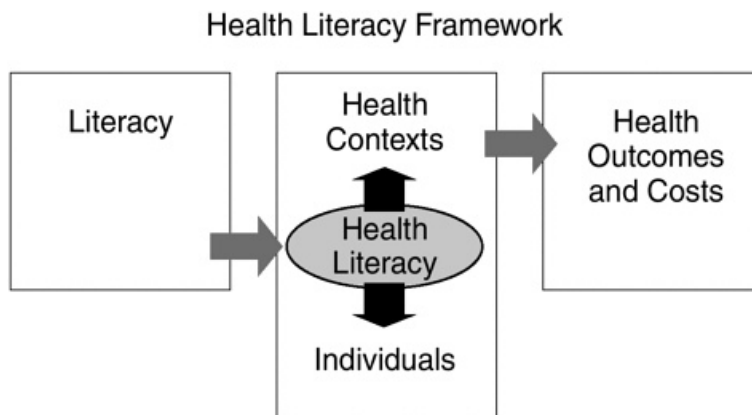 Health Literacy Framework
Literacy
Health
Contexts
Health
Literacy
Individuals
Health
Outcomes
and Costs